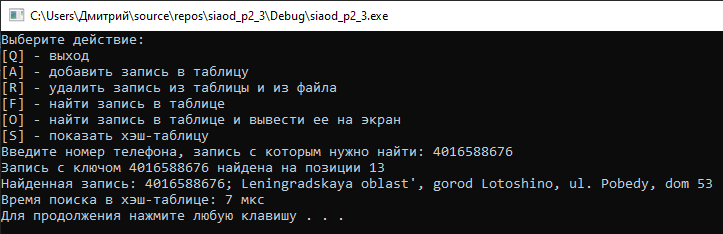 C:\Users\Дмитрий\source\repos\siaod_p2_3\Debug\siaod_p2_3.exe
Выберите действие:
[Q] - выход
[A] - добавить запись в таблицу
[R] - удалить запись из таблицы и из файла
[F] - найти запись в таблице
[O] - найти запись в таблице и вывести ее на экран
[S] - показать хэш-таблицу
Введите номер телефона, запись с которым нужно найти: 4016588676
Запись с ключом 4016588676 найдена на позиции 13
Найденная запись: 4016588676; Leningradskaya oblast', gorod Lotoshino, ul. Pobedy, dom 53
Время поиска в хэш-таблице: 7 мкс
Для продолжения нажмите любую клавишу . . .